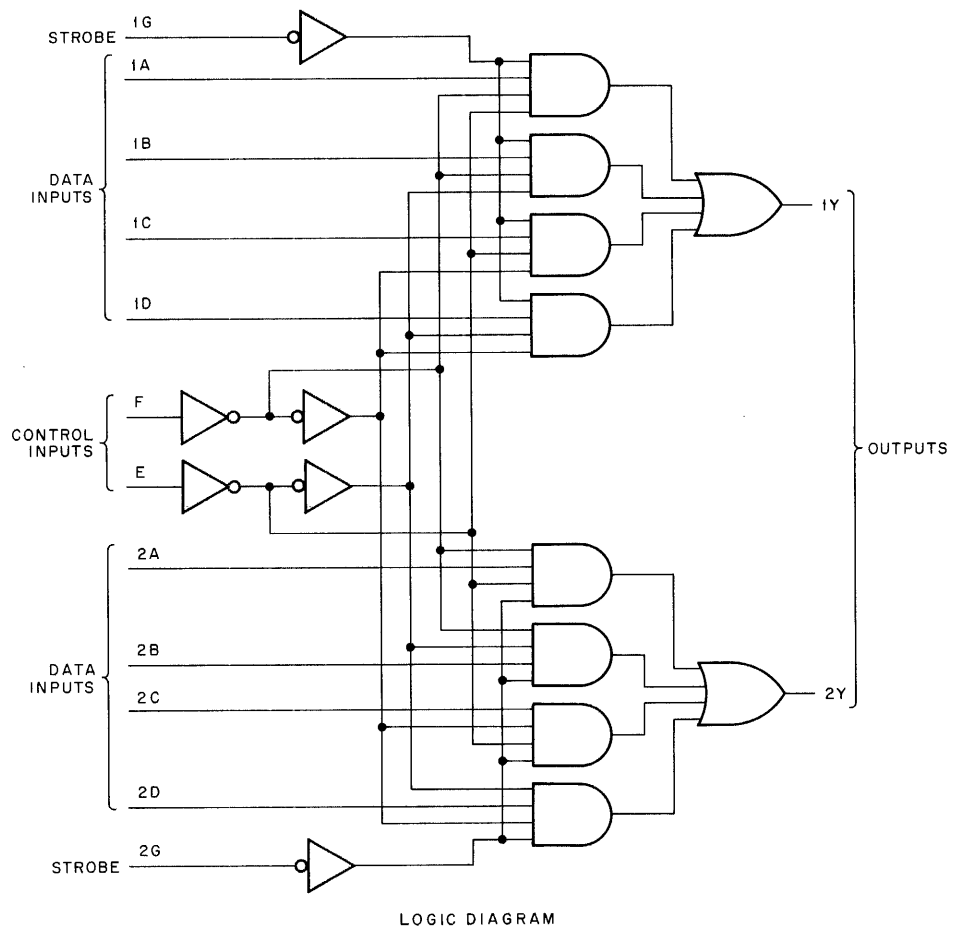 1G
STROBE
1A
1B
DATA
INPUTS
1C
1Y
1D
F
CONTROL
INPUTS
E
OUTPUTS
2A
2B
DATA
INPUTS
2C
2Y
2D
2G
STROBE
LOGIC DIAGRAM